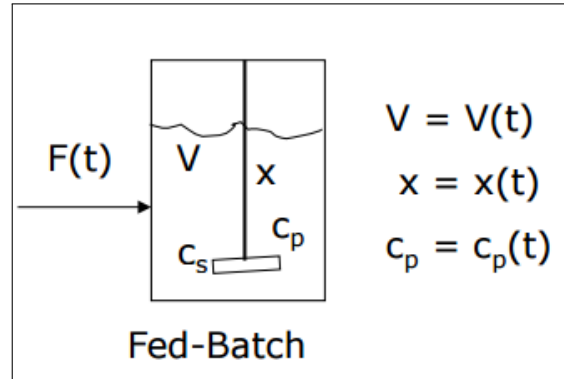 F(t)
V
x
c_s
c_p
V = V(t)
x = x(t)
c_p = c_p(t)
Fed-Batch